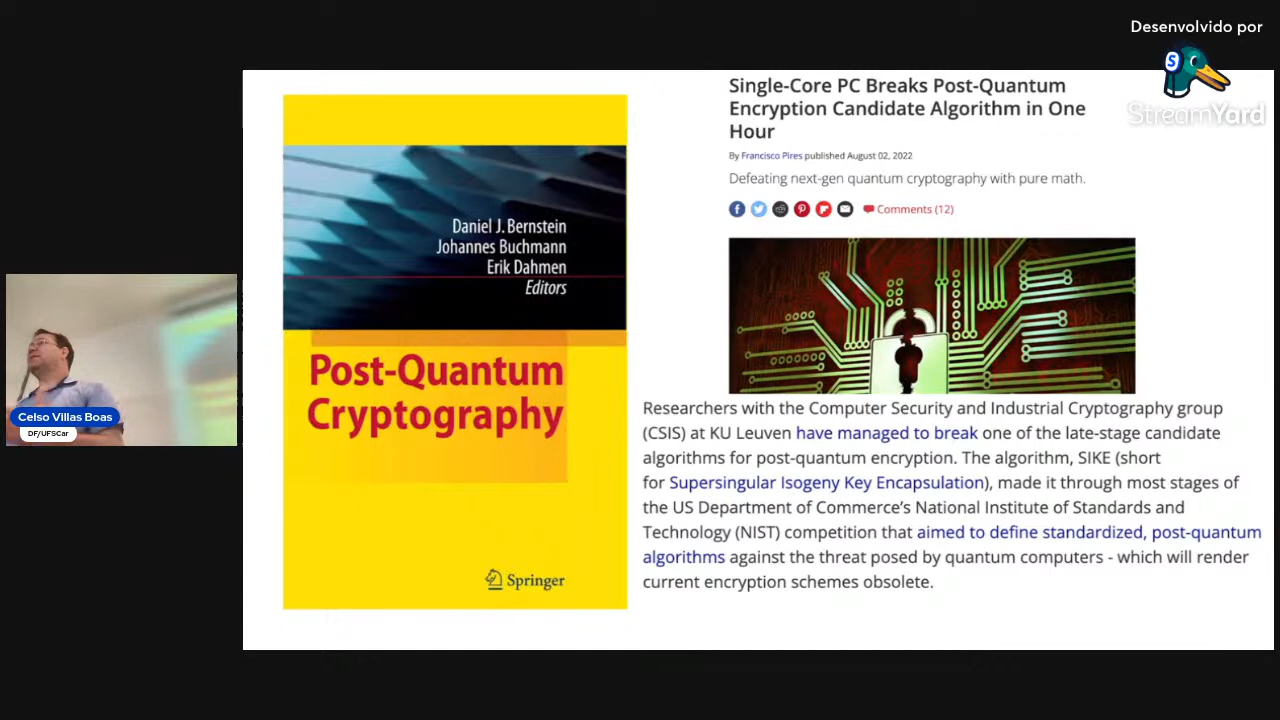 Desenvolvido por
S
StreamYard
Celso Villas Boas
DF/UFSCar
Daniel J. Bernstein
Johannes Buchmann
Erik Dahmen
Editors
Post-Quantum
Cryptography
Springer
Single-Core PC Breaks Post-Quantum
Encryption Candidate Algorithm in One
Hour
By Francisco Pires published August 02, 2022
Defeating next-gen quantum cryptography with pure math.
Comments (12)
Researchers with the Computer Security and Industrial Cryptography group
(CSIS) at KU Leuven have managed to break one of the late-stage candidate
algorithms for post-quantum encryption. The algorithm, SIKE (short
for Supersingular Isogeny Key Encapsulation), made it through most stages of
the US Department of Commerce’s National Institute of Standards and
Technology (NIST) competition that aimed to define standardized, post-quantum
algorithms against the threat posed by quantum computers - which will render
current encryption schemes obsolete.